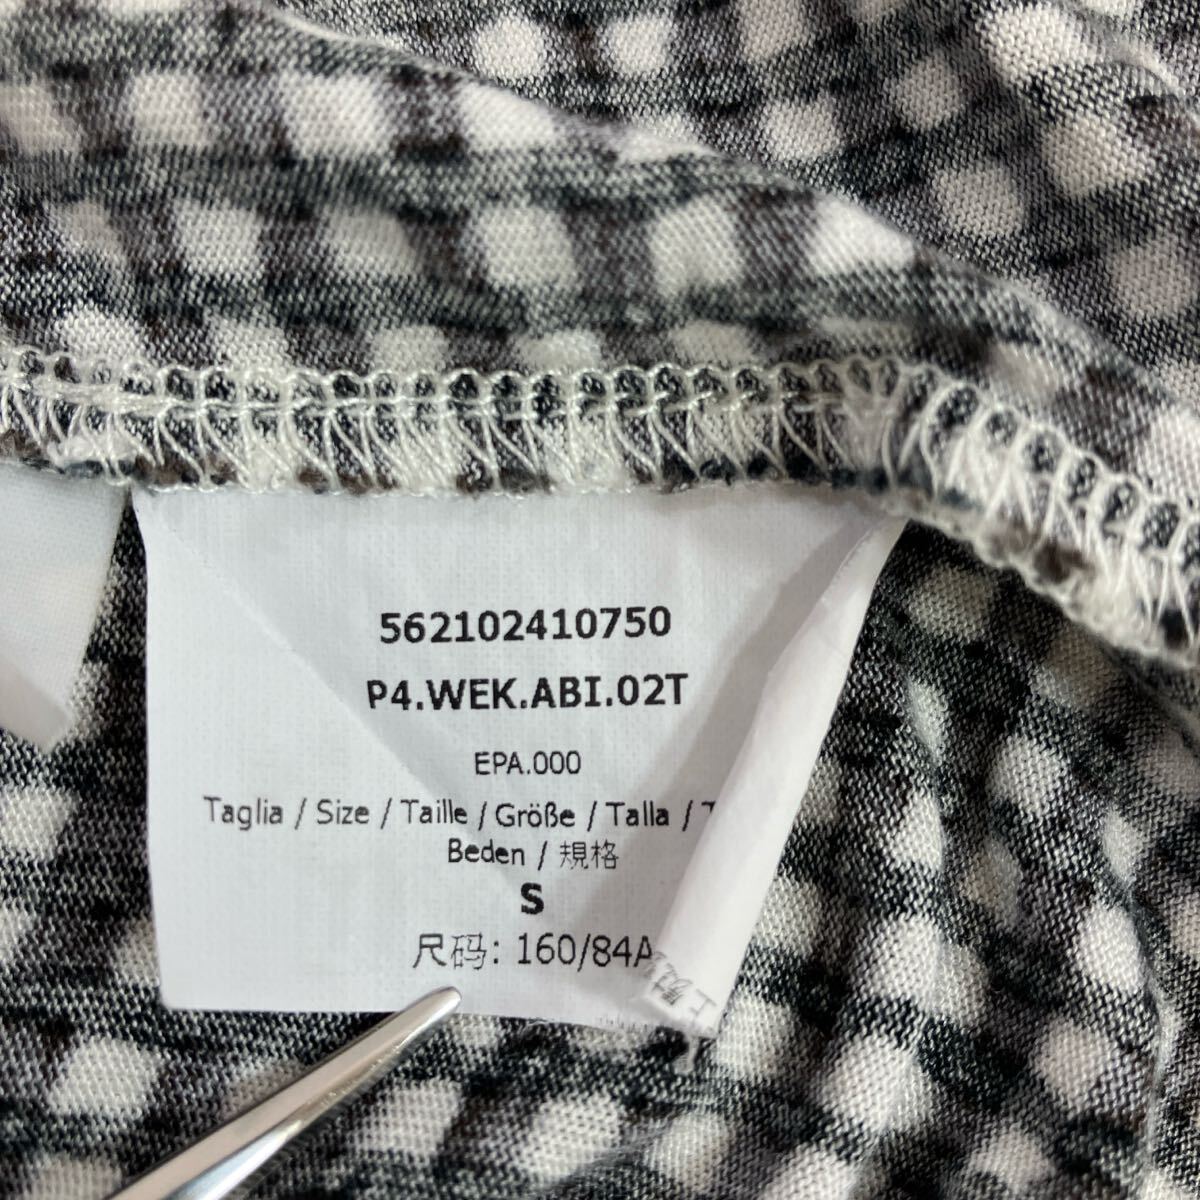 562102410750
P4.WEK.ABI.02T
EPA.000
Taglia / Size / Taille / Größe / Talla /
Beden / 規格
S
尺码: 160/84A